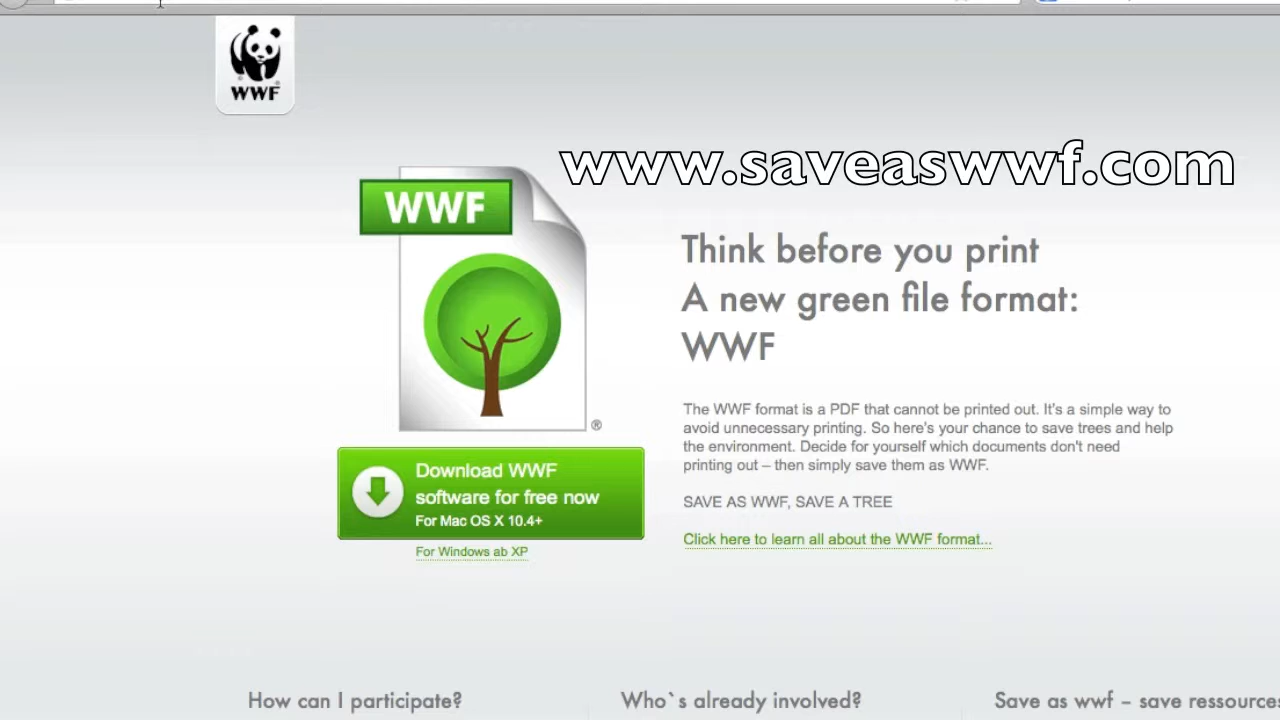 WWF
www.saveaswwf.com
WWF
Think before you print
A new green file format:
WWF
The WWF format is a PDF that cannot be printed out. It's a simple way to
avoid unnecessary printing. So here's your chance to save trees and help
the environment. Decide for yourself which documents don't need
printing out – then simply save them as WWF.
SAVE AS WWF, SAVE A TREE
Click here to learn all about the WWF format...
®
Download WWF
software for free now
For Mac OS X 10.4+
For Windows ab XP
How can I participate?
Who`s already involved?
Save as wwf – save ressources